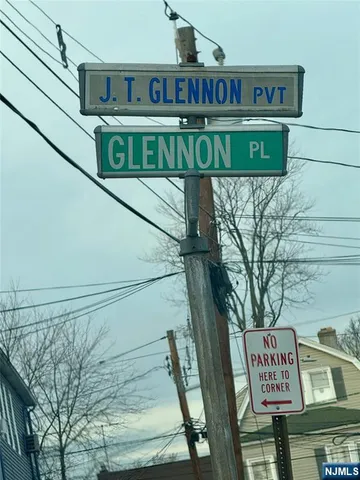 J. T. GLENNON PVT
GLENNON PL
NO
PARKING
HERE TO
CORNER
NJMLS